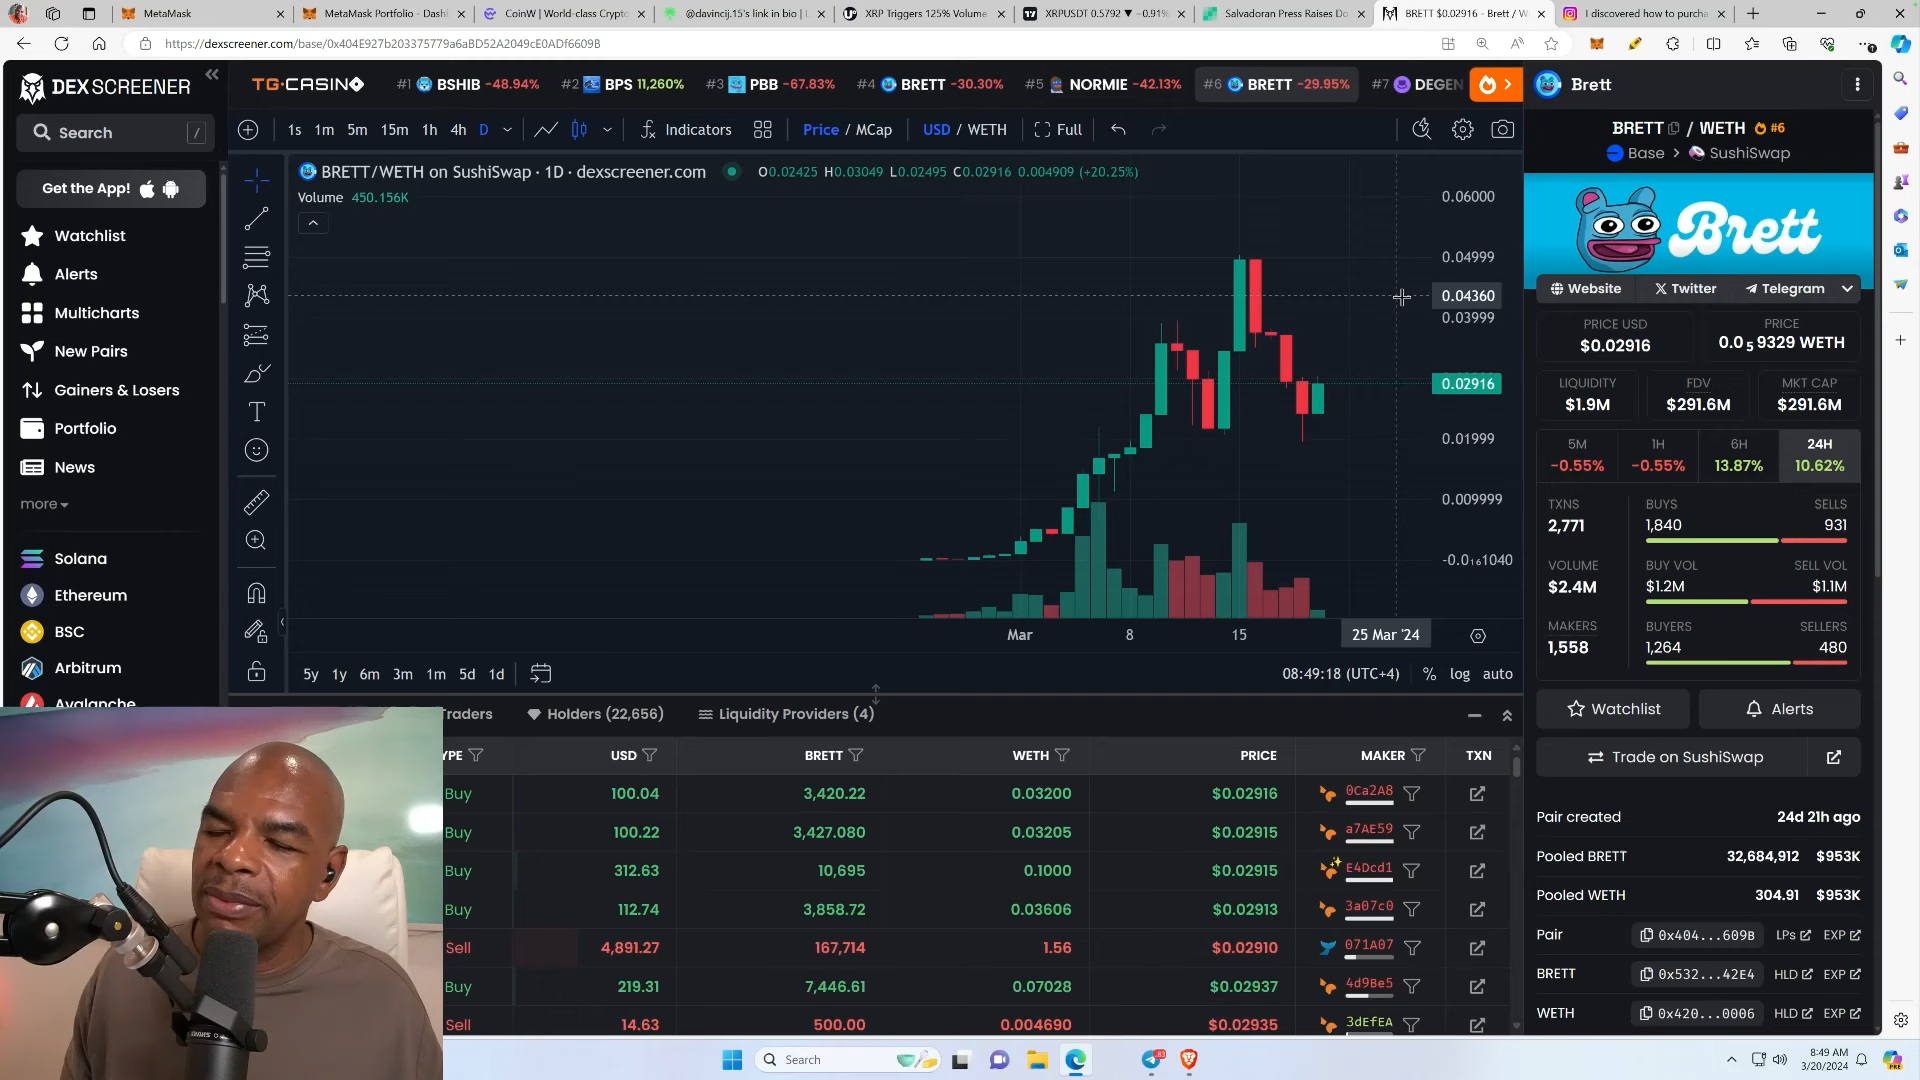 MetaMask
MetaMask Portfolio - Dash
CoinW | World-class Crypto
@davincij.15's link in bio | L
XRP Triggers 125% Volume
XRPUSDT 0.5792 ▼ −0.91%
Salvadoran Press Raises Do
BRETT $0.02916 - Brett / W
I discovered how to purcha
https://dexscreener.com/base/0x404E927b203375779a6aBD52A2049cE0ADf6609B
DEX SCREENER
Search /
Get the App!
Watchlist
Alerts
Multicharts
New Pairs
Gainers & Losers
Portfolio
News
more
Solana
Ethereum
BSC
Arbitrum
Avalanche
TG.CASINO
#1 BSHIB -48.94%
#2 BPS 11,260%
#3 PBB -67.83%
#4 BRETT -30.30%
#5 NORMIE -42.13%
#6 BRETT -29.95%
#7 DEGEN
1s 1m 5m 15m 1h 4h D
Indicators
Price / MCap
USD / WETH
Full
BRETT/WETH on SushiSwap · 1D · dexscreener.com
O0.02425 H0.03049 L0.02495 C0.02916 0.004909 (+20.25%)
Volume 450.156K
0.06000
0.04999
0.04360
0.03999
0.02916
0.01999
0.009999
-0.0₁₆1040
Mar 8 15 25 Mar '24
5y 1y 6m 3m 1m 5d 1d
08:49:18 (UTC+4) % log auto
raders
Holders (22,656)
Liquidity Providers (4)
YPE USD BRETT WETH PRICE MAKER TXN
Buy 100.04 3,420.22 0.03200 $0.02916 0Ca2A8
Buy 100.22 3,427.080 0.03205 $0.02915 a7AE59
Buy 312.63 10,695 0.1000 $0.02915 E4Dcd1
Buy 112.74 3,858.72 0.03606 $0.02913 3a07c0
Sell 4,891.27 167,714 1.56 $0.02910 071A07
Buy 219.31 7,446.61 0.07028 $0.02937 4d9Be5
Sell 14.63 500.00 0.004690 $0.02935 3dEfEA
Brett
BRETT / WETH #6
Base > SushiSwap
Brett
Website Twitter Telegram
PRICE USD
$0.02916
PRICE
0.0₅9329 WETH
LIQUIDITY
$1.9M
FDV
$291.6M
MKT CAP
$291.6M
5M
-0.55%
1H
-0.55%
6H
13.87%
24H
10.62%
TXNS
2,771
BUYS
1,840
SELLS
931
VOLUME
$2.4M
BUY VOL
$1.2M
SELL VOL
$1.1M
MAKERS
1,558
BUYERS
1,264
SELLERS
480
Watchlist
Alerts
Trade on SushiSwap
Pair created 24d 21h ago
Pooled BRETT 32,684,912 $953K
Pooled WETH 304.91 $953K
Pair 0x404...609B LPs EXP
BRETT 0x532...42E4 HLD EXP
WETH 0x420...0006 HLD EXP
Search
8:49 AM
3/20/2024